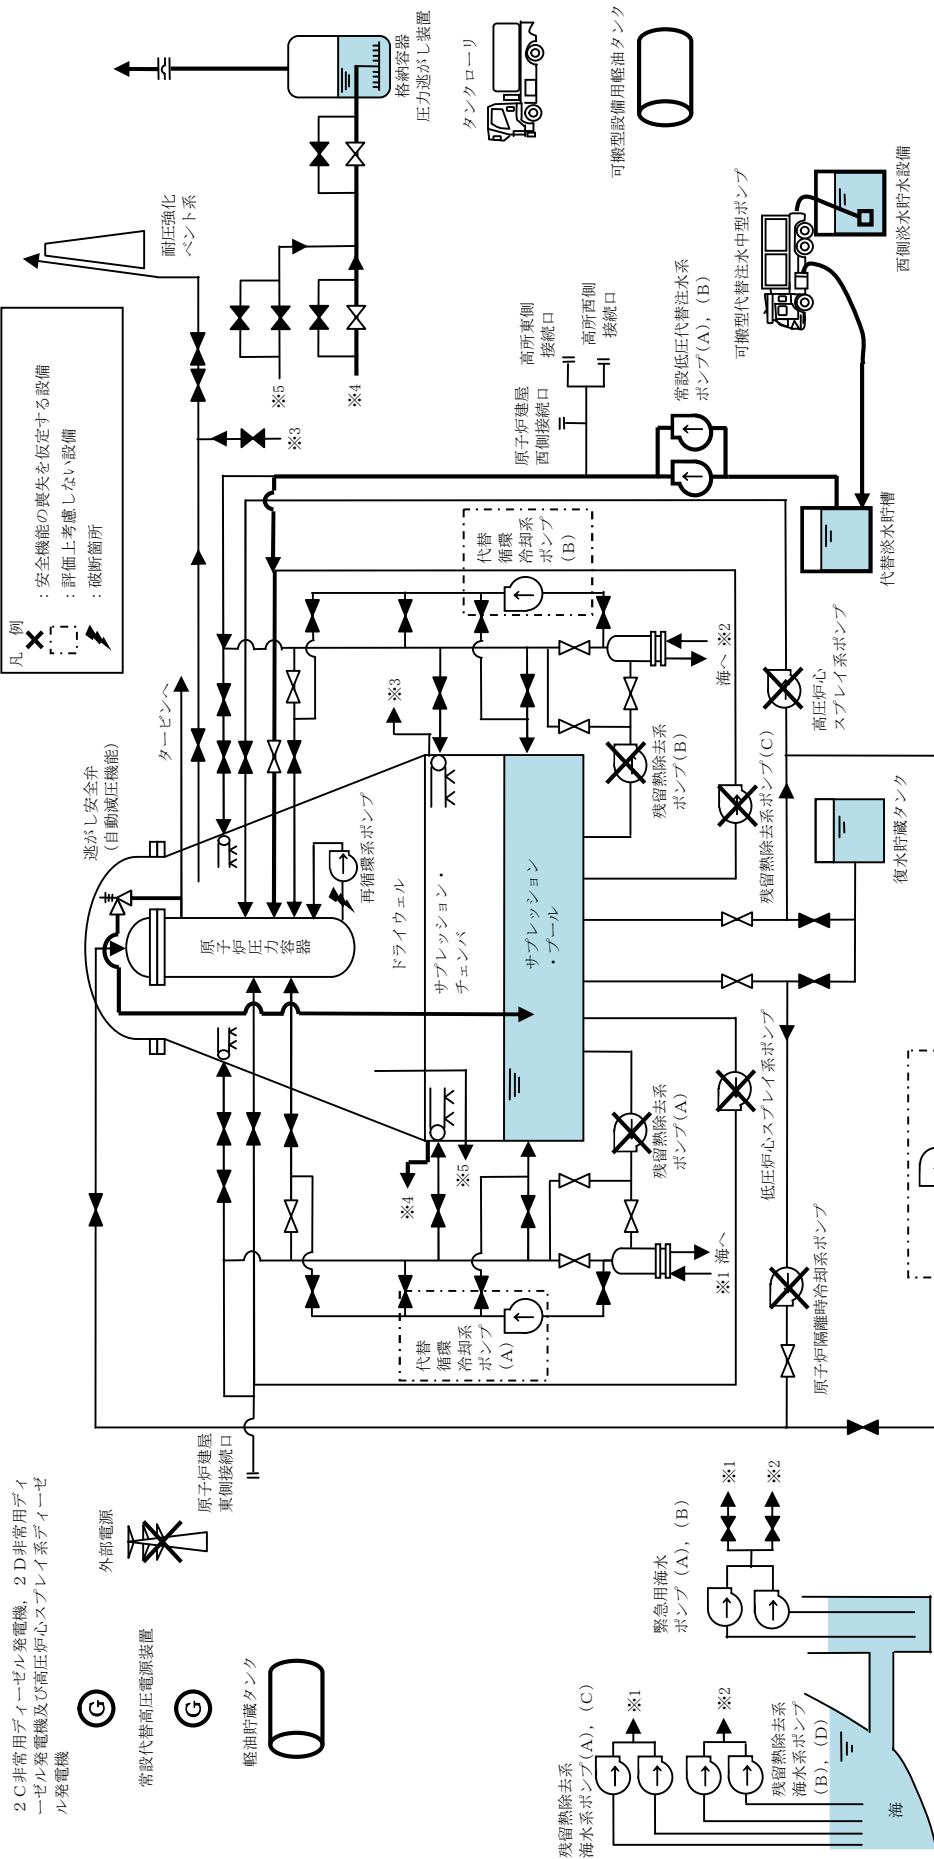 2C非常用ディーゼル発電機，2D非常用ディ
ーゼル発電機及び高圧炉心スプレイ系ディーゼ
ル発電機
G
常設代替高圧電源装置
G
軽油貯蔵タンク
外部電源
原子炉建屋
東側接続口
凡　例
：安全機能の喪失を仮定する設備
：評価上考慮しない設備
：破断箇所
逃がし安全弁
(自動減圧機能)
タービンへ
耐圧強化
ベント系
格納容器
圧力逃がし装置
※3
※5
※4
タンクローリ
可搬型設備用軽油タンク
原子炉圧力容器
再循環系ポンプ
ドライウェル
サプレッション・
チェンバ
サプレッション
・プール
※3
※4
※5
代替
循環
冷却系
ポンプ
(A)
代替
循環
冷却系
ポンプ
(B)
原子炉建屋
西側接続口
高所東側
接続口
高所西側
接続口
常設低圧代替注水系
ポンプ(A)，(B)
可搬型代替注水中型ポンプ
西側淡水貯水設備
代替淡水貯槽
※1
海へ
海へ
※2
残留熱除去系
ポンプ(A)
残留熱除去系
ポンプ(B)
残留熱除去系ポンプ(C)
低圧炉心スプレイ系ポンプ
高圧炉心
スプレイ系ポンプ
原子炉隔離時冷却系ポンプ
復水貯蔵タンク
残留熱除去系
海水系ポンプ(A)，(C)
※1
※2
残留熱除去系
海水系ポンプ
(B)，(D)
緊急用海水
ポンプ(A)，(B)
※1
※2
海